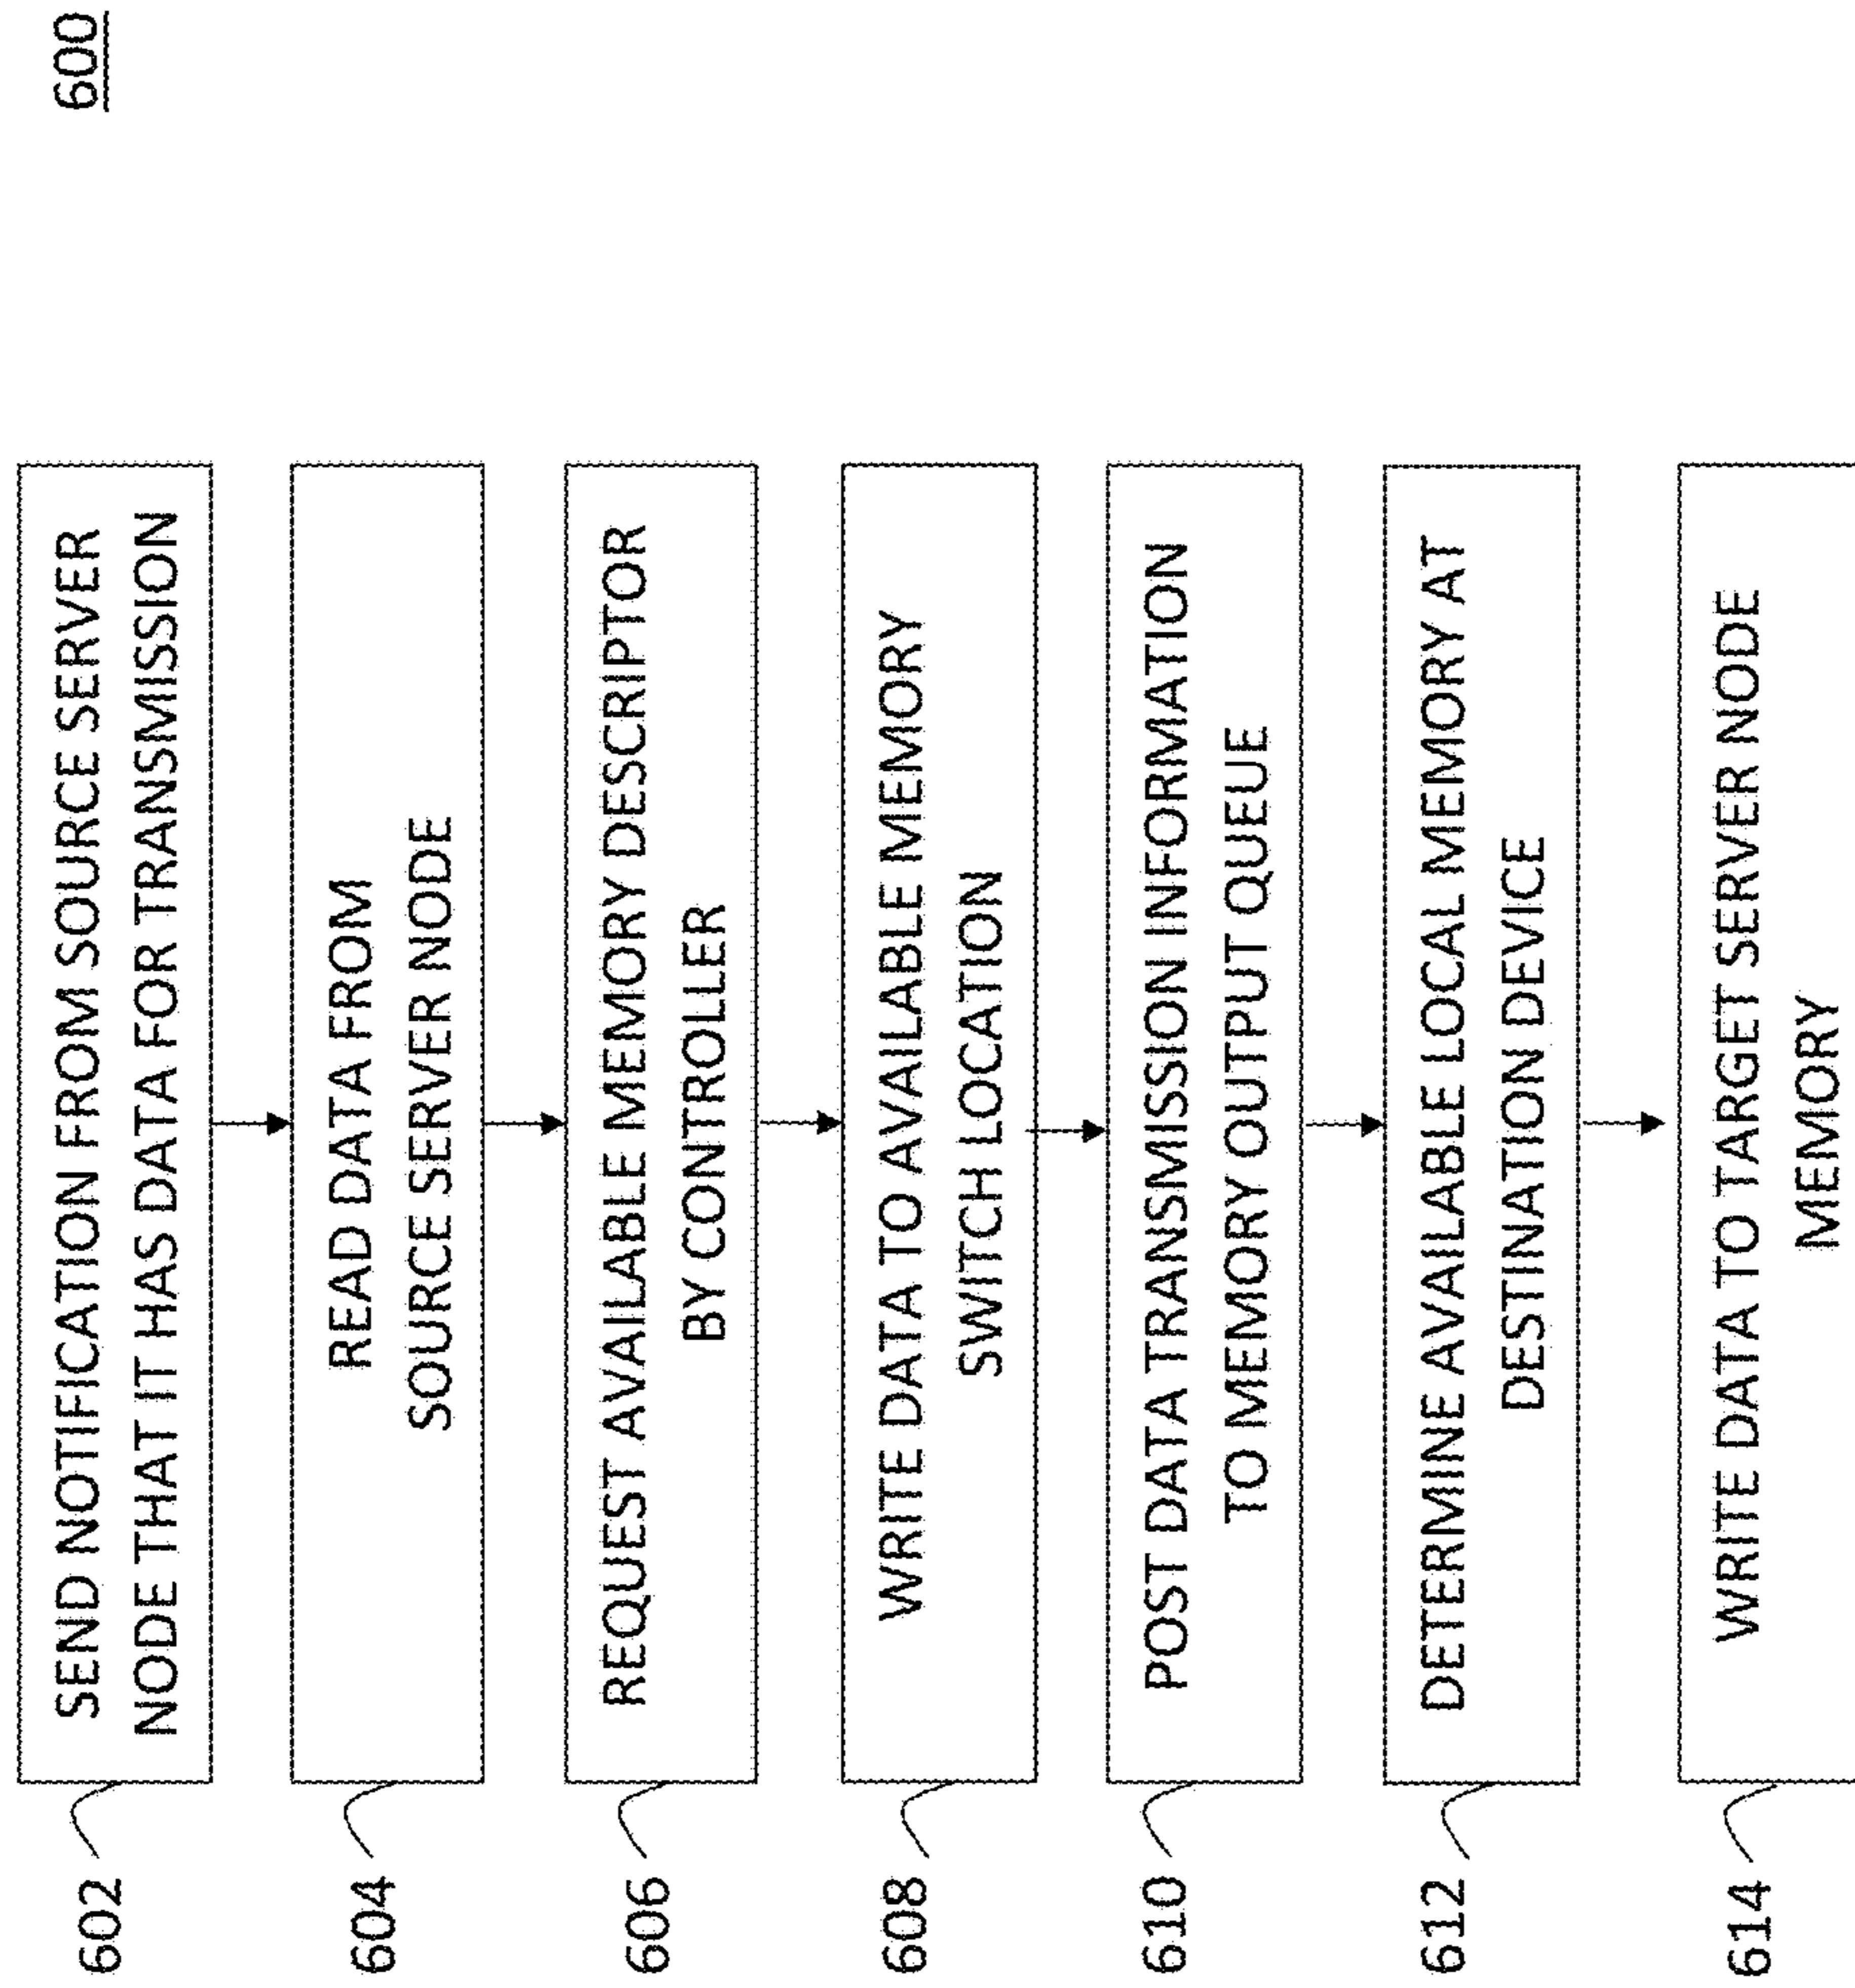 600
602
SEND NOTIFICATION FROM SOURCE SERVER
NODE THAT IT HAS DATA FOR TRANSMISSION
604
READ DATA FROM
SOURCE SERVER NODE
606
REQUEST AVAILABLE MEMORY DESCRIPTOR
BY CONTROLLER
608
WRITE DATA TO AVAILABLE MEMORY
SWITCH LOCATION
610
POST DATA TRANSMISSION INFORMATION
TO MEMORY OUTPUT QUEUE
612
DETERMINE AVAILABLE LOCAL MEMORY AT
DESTINATION DEVICE
614
WRITE DATA TO TARGET SERVER NODE
MEMORY